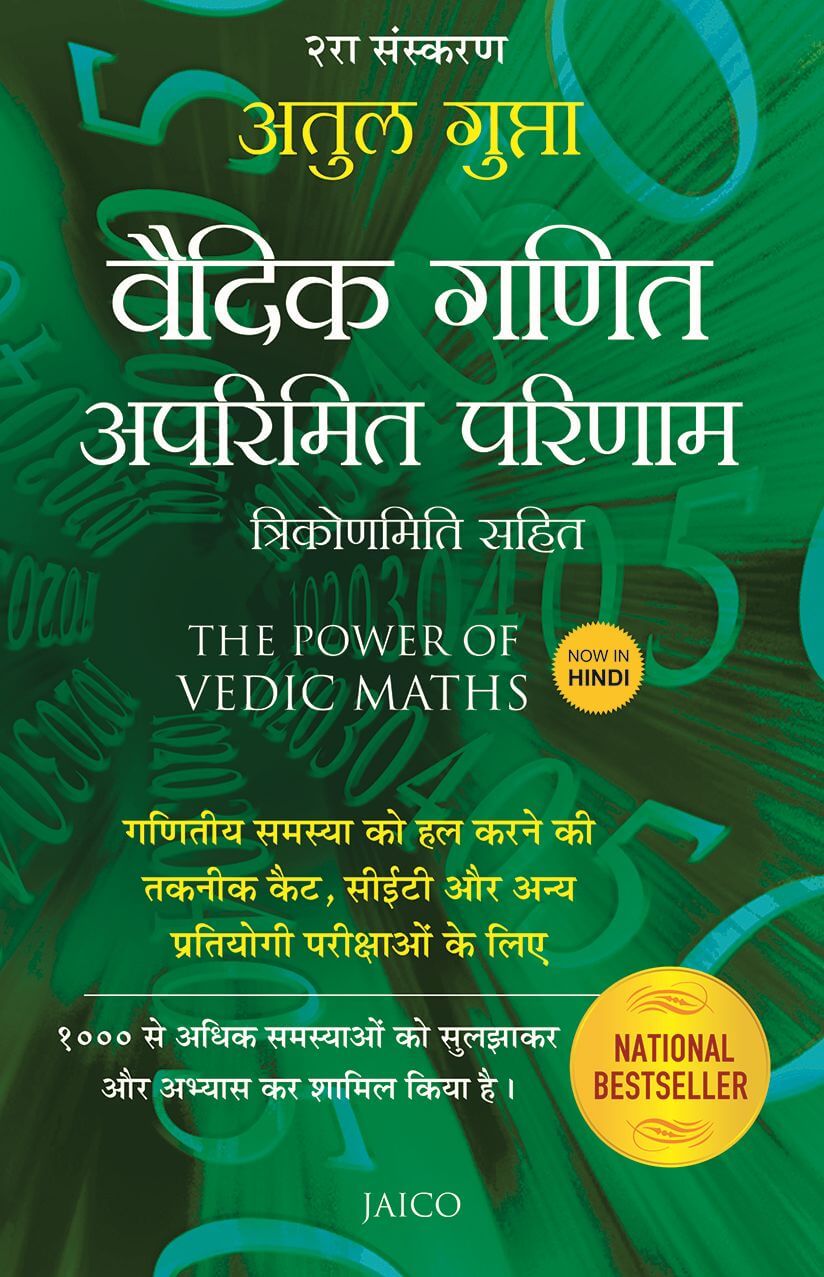 २रा संस्करण
अतुल गुप्ता
वैदिक गणित
अपरिमित परिणाम
त्रिकोणमिति सहित
THE POWER OF
VEDIC MATHS
NOW IN
HINDI
गणितीय समस्या को हल करने की
तकनीक कैट, सीईटी और अन्य
प्रतियोगी परीक्षाओं के लिए
१००० से अधिक समस्याओं को सुलझाकर
और अभ्यास कर शामिल किया है।
NATIONAL
BESTSELLER
JAICO